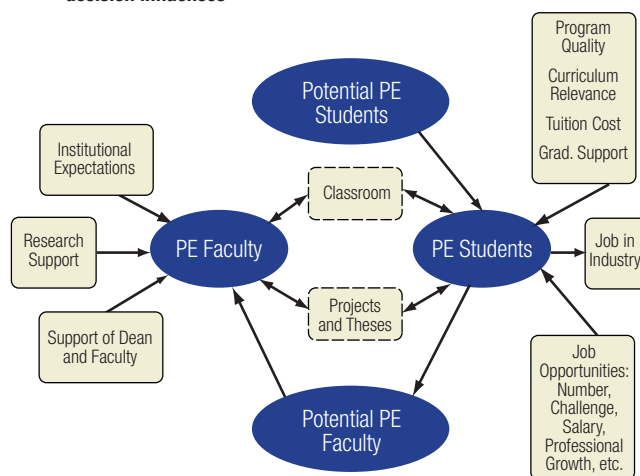 decision influences
Program
Quality
Curriculum
Relevance
Tuition Cost
Grad. Support
Potential PE
Students
Institutional
Expectations
Classroom
Research
Support
PE Faculty
PE Students
Job in
Industry
Projects
and Theses
Support of Dean
and Faculty
Job
Opportunities:
Number,
Challenge,
Salary,
Professional
Growth, etc.
Potential PE
Faculty